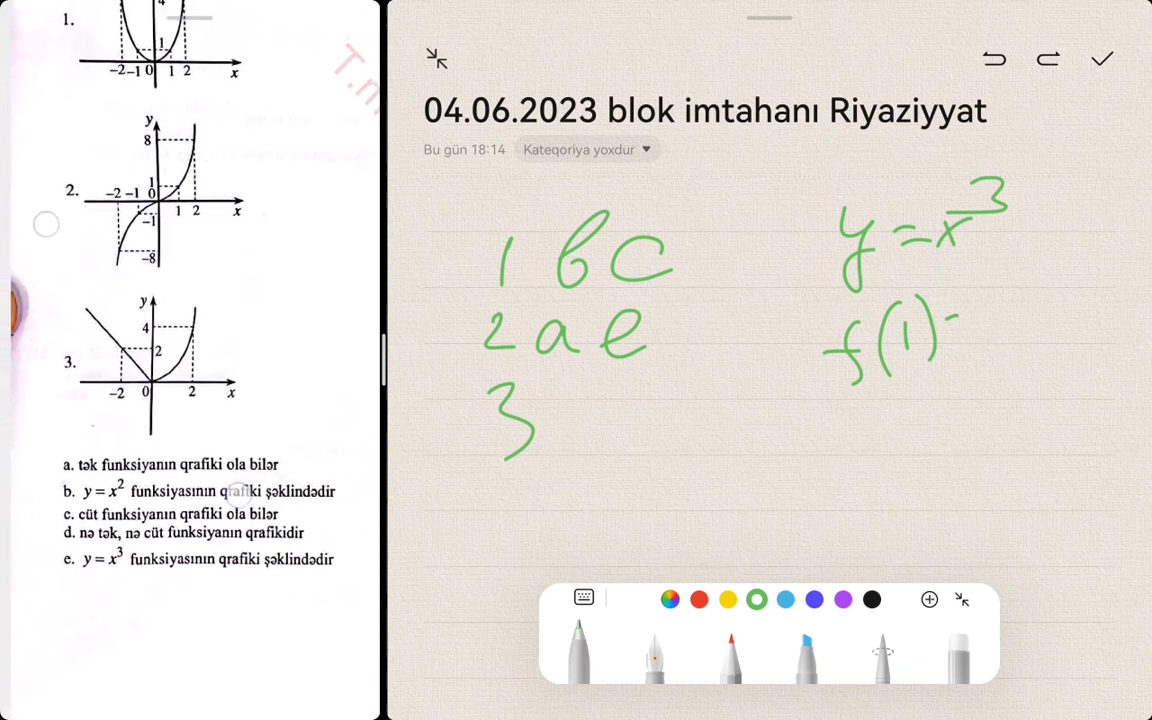 1.
4
1
-2 -1 0 1 2 x
T.m
2.
y
8
1
-2 -1 0 1 2 x
-1
-8
3.
y
4
2
-2 0 2 x
a. tək funksiyanın qrafiki ola bilər
b. y = x² funksiyasının qrafiki şəklindədir
c. cüt funksiyanın qrafiki ola bilər
d. nə tək, nə cüt funksiyanın qrafikidir
e. y = x³ funksiyasının qrafiki şəklindədir
04.06.2023 blok imtahanı Riyaziyyat
Bu gün 18:14 Kateqoriya yoxdur
1 b c
2 a e
3
y = x³
f(1) -